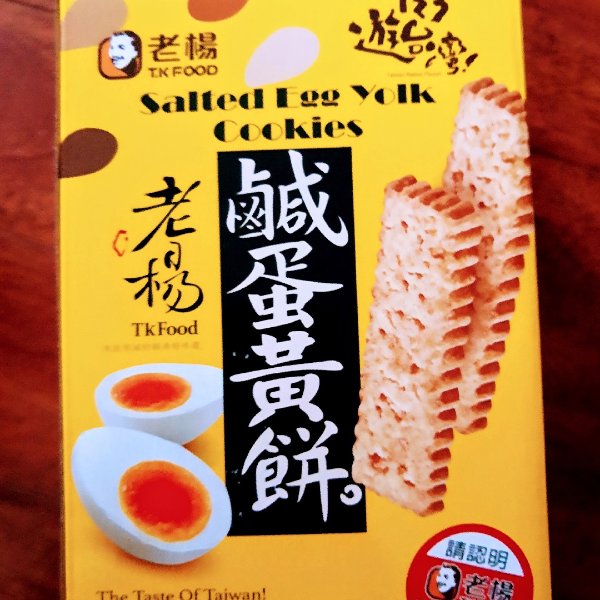 老楊
TK FOOD
遊台灣!
Salted Egg Yolk
Cookies
老楊
TkFood
鹹蛋黃餅。
請認明
老楊
The Taste Of Taiwan!